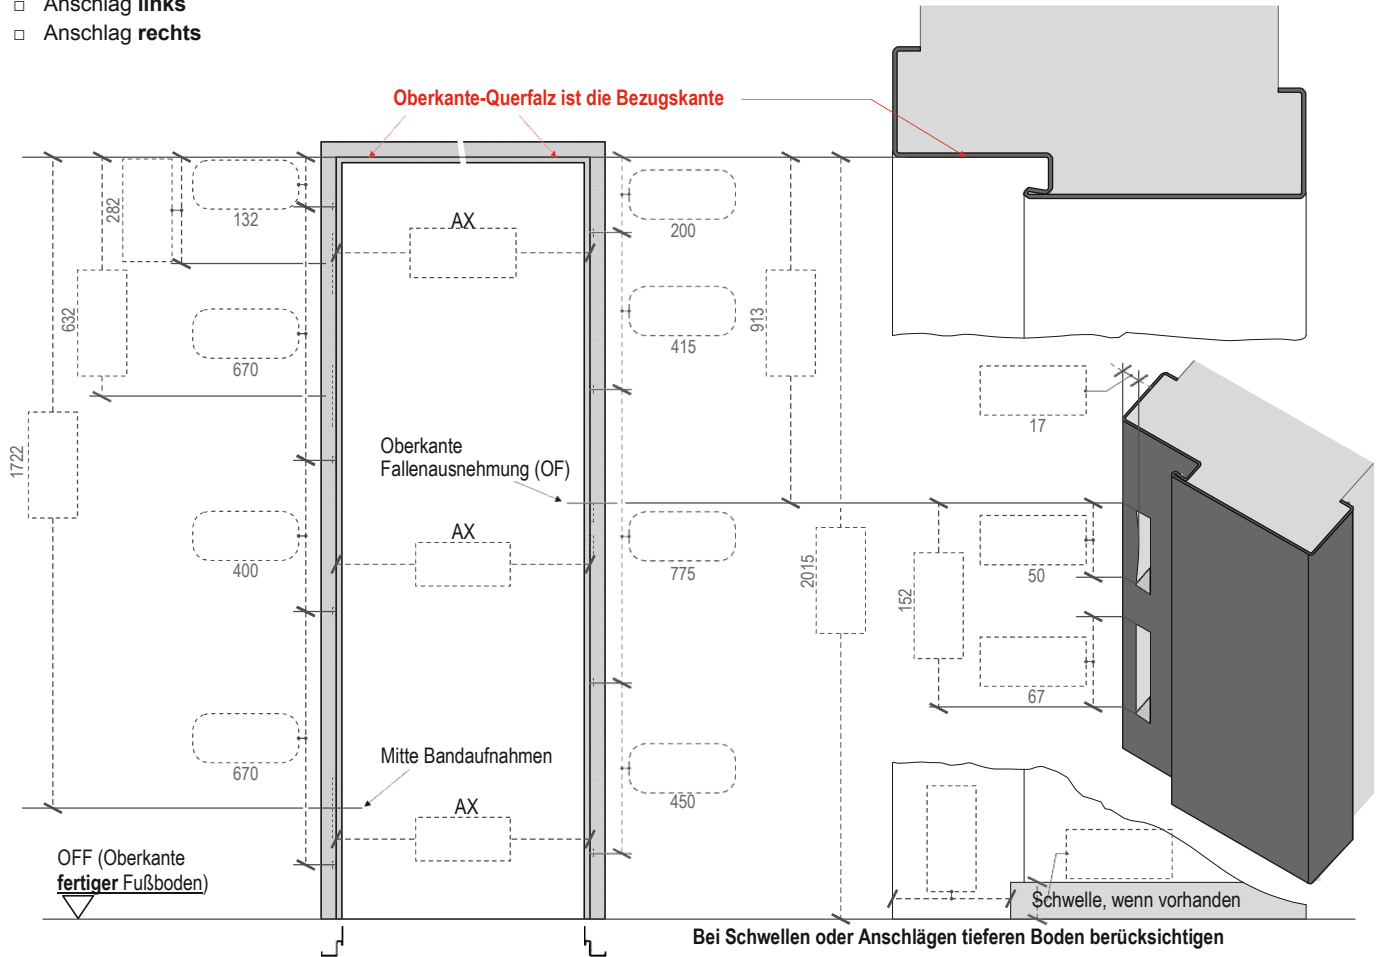 □ Anschlag links
□ Anschlag rechts
Oberkante-Querfalz ist die Bezugskante
282
132
AX
200
632
670
415
913
17
1722
Oberkante
Fallenausnehmung (OF)
AX
400
775
2015
152
50
67
670
Mitte Bandaufnahmen
450
AX
OFF (Oberkante
fertiger Fußboden)
Schwelle, wenn vorhanden
Bei Schwellen oder Anschlägen tieferen Boden berücksichtigen